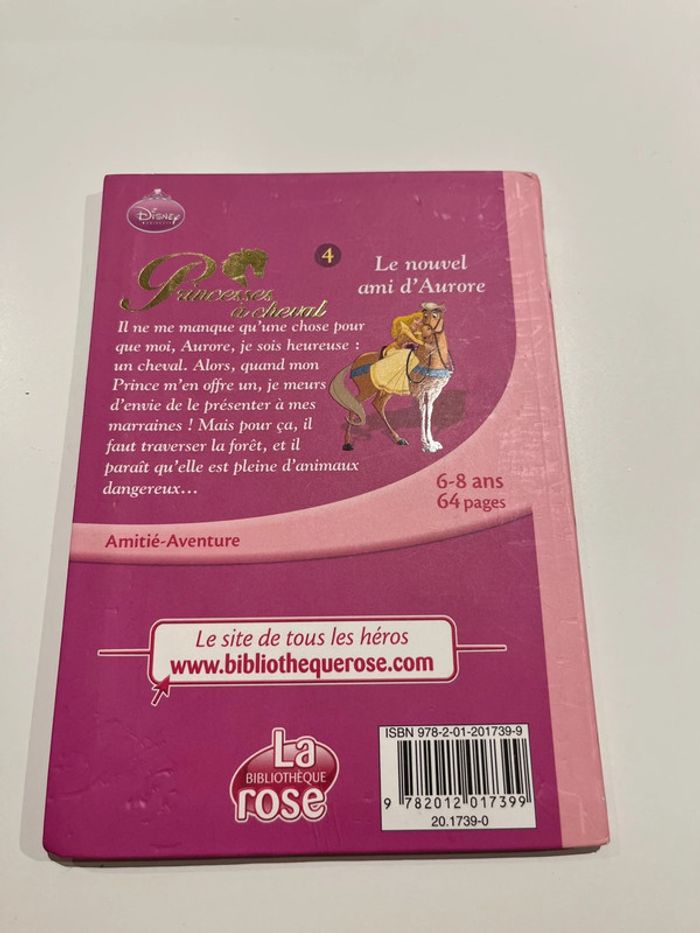 Disney
4
Le nouvel
ami d'Aurore
Princesses
à cheval
Il ne me manque qu'une chose pour
que moi, Aurore, je sois heureuse :
un cheval. Alors, quand mon
Prince m'en offre un, je meurs
d'envie de le présenter à mes
marraines ! Mais pour ça, il
faut traverser la forêt, et il
paraît qu'elle est pleine d'animaux
dangereux...
6-8 ans
64 pages
Amitié-Aventure
Le site de tous les héros
www.bibliothequerose.com
La
BIBLIOTHÈQUE
rose
ISBN 978-2-01-201739-9
9 782012 017399
20.1739-0